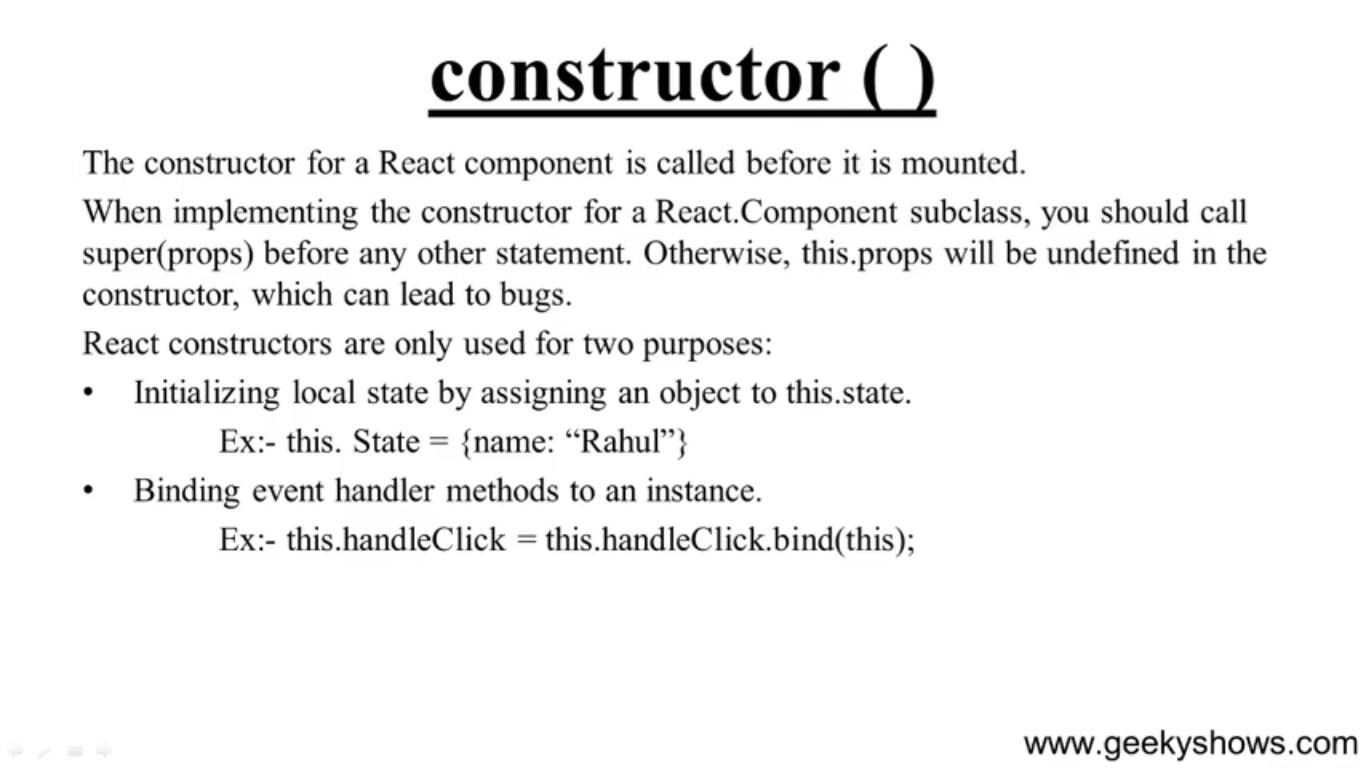 constructor ( )
The constructor for a React component is called before it is mounted.
When implementing the constructor for a React.Component subclass, you should call
super(props) before any other statement. Otherwise, this.props will be undefined in the
constructor, which can lead to bugs.
React constructors are only used for two purposes:
• Initializing local state by assigning an object to this.state.
Ex:- this. State = {name: “Rahul”}
• Binding event handler methods to an instance.
Ex:- this.handleClick = this.handleClick.bind(this);
www.geekyshows.com